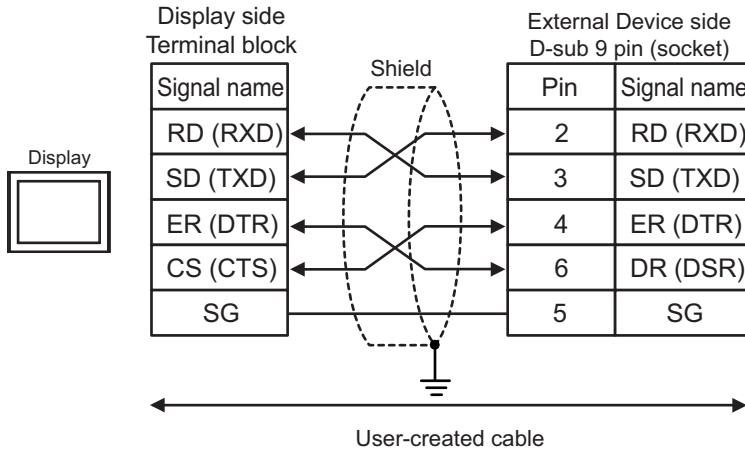 Display side
Terminal block
External Device side
D-sub 9 pin (socket)
Shield
Signal name
Pin
Signal name
RD (RXD)
2
RD (RXD)
Display
SD (TXD)
3
SD (TXD)
ER (DTR)
4
ER (DTR)
CS (CTS)
6
DR (DSR)
SG
5
SG
User-created cable